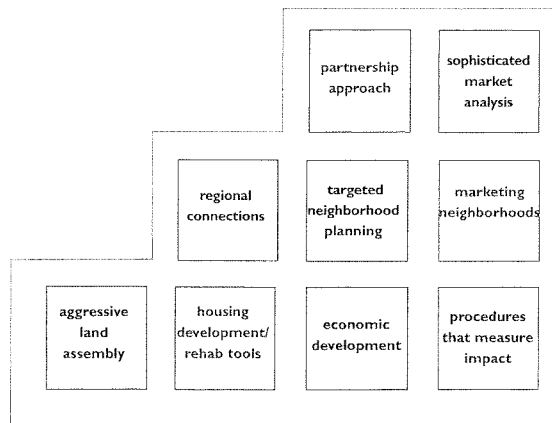 partnership
approach
sophisticated
market
analysis
regional
connections
targeted
neighborhood
planning
marketing
neighborhoods
aggressive
land
assembly
housing
development/
rehab tools
economic
development
procedures
that measure
impact